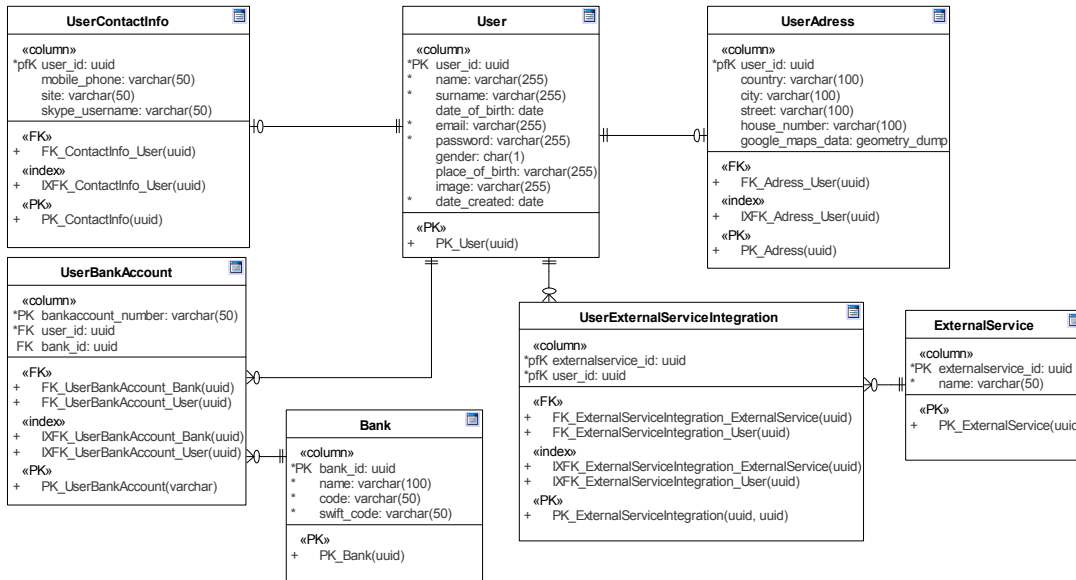 UserContactInfo
«column»
*pfK user_id: uuid
mobile_phone: varchar(50)
site: varchar(50)
skype_username: varchar(50)
«FK»
+ FK_ContactInfo_User(uuid)
«index»
+ IXFK_ContactInfo_User(uuid)
«PK»
+ PK_ContactInfo(uuid)
User
«column»
*PK user_id: uuid
* name: varchar(255)
* surname: varchar(255)
date_of_birth: date
* email: varchar(255)
* password: varchar(255)
gender: char(1)
place_of_birth: varchar(255)
image: varchar(255)
* date_created: date
«PK»
+ PK_User(uuid)
UserAdress
«column»
*pfK user_id: uuid
country: varchar(100)
city: varchar(100)
street: varchar(100)
house_number: varchar(100)
google_maps_data: geometry_dump
«FK»
+ FK_Adress_User(uuid)
«index»
+ IXFK_Adress_User(uuid)
«PK»
+ PK_Adress(uuid)
UserBankAccount
«column»
*PK bankaccount_number: varchar(50)
*FK user_id: uuid
FK bank_id: uuid
«FK»
+ FK_UserBankAccount_Bank(uuid)
+ FK_UserBankAccount_User(uuid)
«index»
+ IXFK_UserBankAccount_Bank(uuid)
+ IXFK_UserBankAccount_User(uuid)
«PK»
+ PK_UserBankAccount(varchar)
Bank
«column»
*PK bank_id: uuid
* name: varchar(100)
* code: varchar(50)
* swift_code: varchar(50)
«PK»
+ PK_Bank(uuid)
UserExternalServiceIntegration
«column»
*pfK externalservice_id: uuid
*pfK user_id: uuid
«FK»
+ FK_ExternalServiceIntegration_ExternalService(uuid)
+ FK_ExternalServiceIntegration_User(uuid)
«index»
+ IXFK_ExternalServiceIntegration_ExternalService(uuid)
+ IXFK_ExternalServiceIntegration_User(uuid)
«PK»
+ PK_ExternalServiceIntegration(uuid, uuid)
ExternalService
«column»
*PK externalservice_id: uuid
* name: varchar(50)
«PK»
+ PK_ExternalService(uuid